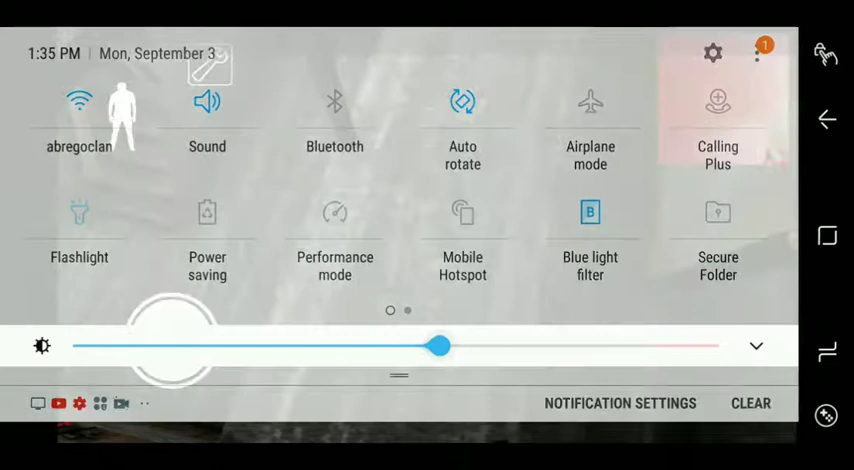 1:35 PM | Mon, September 3
1
abregoclan
Sound
Bluetooth
Auto
rotate
Airplane
mode
Calling
Plus
Flashlight
Power
saving
Performance
mode
Mobile
Hotspot
B
Blue light
filter
Secure
Folder
NOTIFICATION SETTINGS
CLEAR